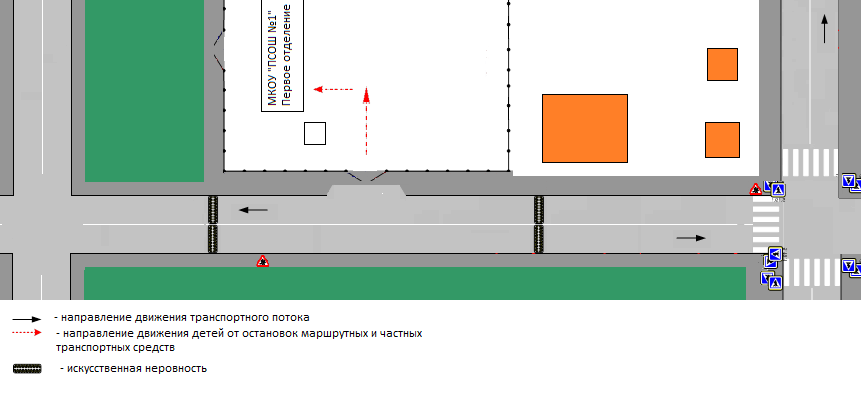 МКОУ "ПСОШ №1"
Первое отделение
- направление движения транспортного потока
- направление движения детей от остановок маршрутных и частных
транспортных средств
- искусственная неровность